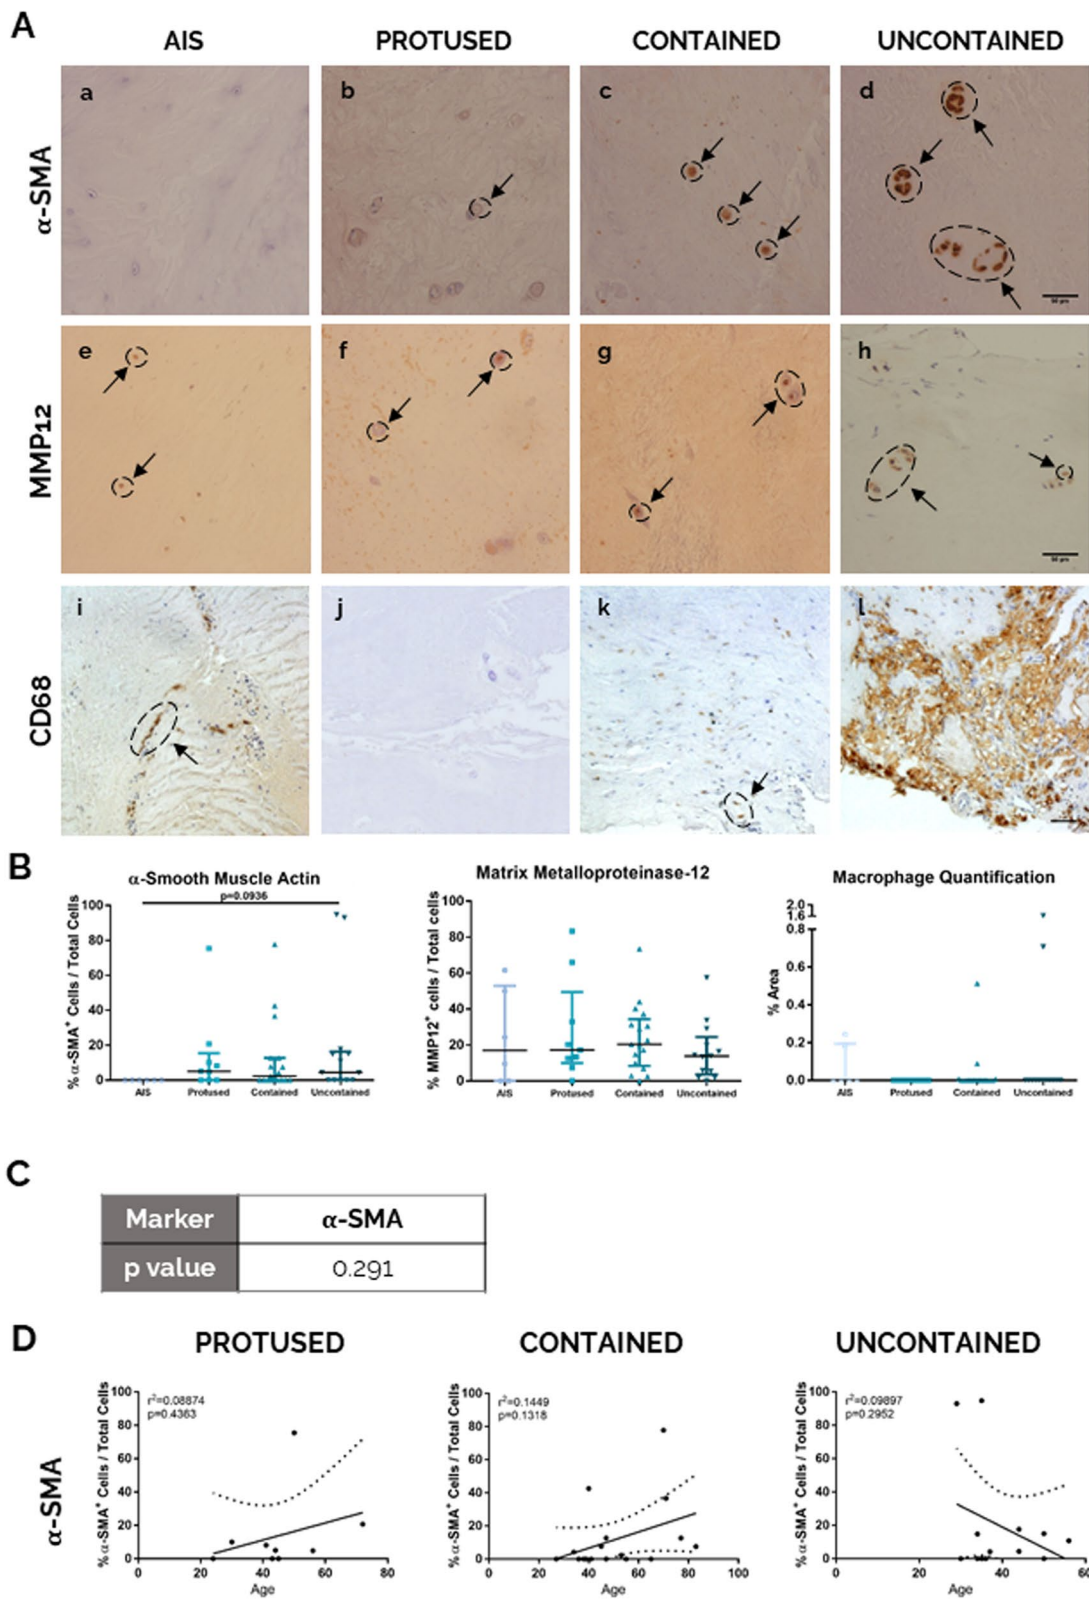 A
AIS PROTUSED CONTAINED UNCONTAINED
α-SMA
a b c d
50 µm
MMP12
e f g h
50 µm
CD68
i j k l
B
α-Smooth Muscle Actin
p=0.0936
% α-SMA⁺ Cells / Total Cells
100
80
60
40
20
0
AIS Protused Contained Uncontained
Matrix Metalloproteinase-12
% MMP12⁺ cells / Total cells
100
80
60
40
20
0
AIS Protused Contained Uncontained
Macrophage Quantification
% Area
2.0
1.6
0.8
0.6
0.4
0.2
0.0
AIS Protused Contained Uncontained
C
Marker α-SMA
p value 0.291
D
PROTUSED CONTAINED UNCONTAINED
α-SMA
% α-SMA⁺ Cells / Total Cells
r²=0.08874
p=0.4363
100
80
60
40
20
0
0 20 40 60 80
Age
% α-SMA⁺ Cells / Total Cells
r²=0.1449
p=0.1318
100
80
60
40
20
0
0 20 40 60 80 100
Age
% α-SMA⁺ Cells / Total Cells
r²=0.09897
p=0.2952
100
80
60
40
20
0
0 20 40 60
Age